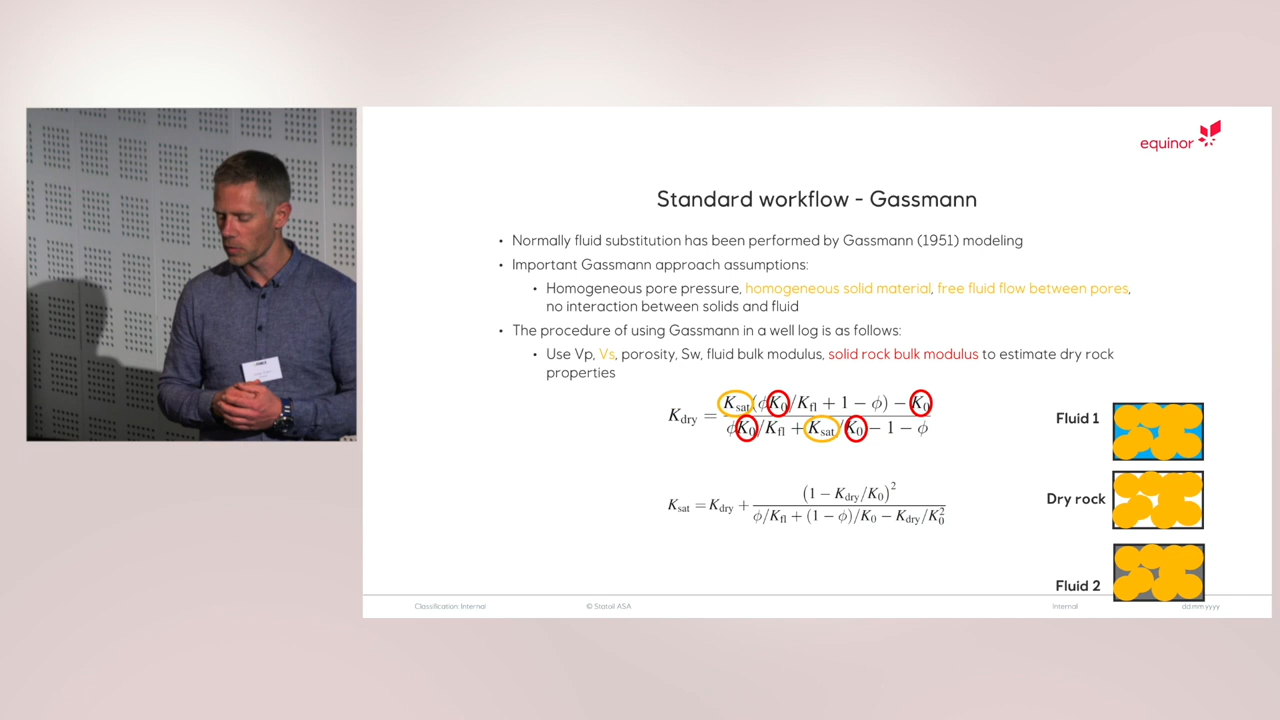 equinor
Standard workflow - Gassmann
• Normally fluid substitution has been performed by Gassmann (1951) modeling
• Important Gassmann approach assumptions:
• Homogeneous pore pressure, homogeneous solid material, free fluid flow between pores,
no interaction between solids and fluid
• The procedure of using Gassmann in a well log is as follows:
• Use Vp, Vs, porosity, Sw, fluid bulk modulus, solid rock bulk modulus to estimate dry rock
properties
K_dry = (K_sat(ϕK_0/K_fl + 1 − ϕ) − K_0) / (ϕK_0/K_fl + K_sat/K_0 − 1 − ϕ)
K_sat = K_dry + (1 − K_dry/K_0)^2 / (ϕ/K_fl + (1 − ϕ)/K_0 − K_dry/K_0^2)
Fluid 1
Dry rock
Fluid 2
Classification: Internal
© Statoil ASA
Internal
dd.mm.yyyy